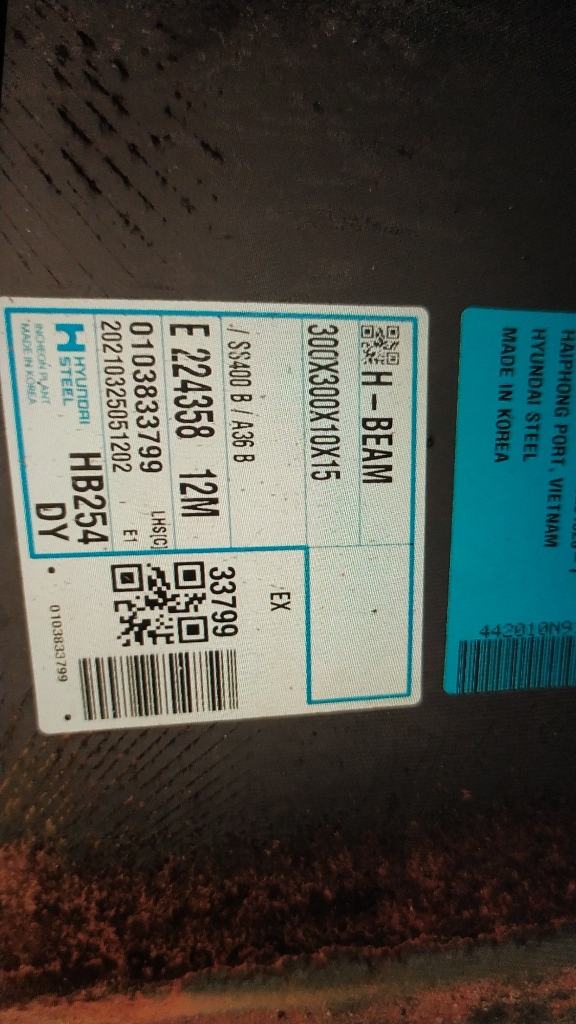 H-BEAM
300X300X10X15
/ SS400 B / A36 B
/EX
E 224358 12M
33799
0103833799 LHS[C]
20210325051202 E1
HYUNDAI
STEEL
HB254
DY
INCHEON PLANT
*MADE IN KOREA
0103833799
HAIPHONG PORT, VIETNAM
HYUNDAI STEEL
MADE IN KOREA
442010N9